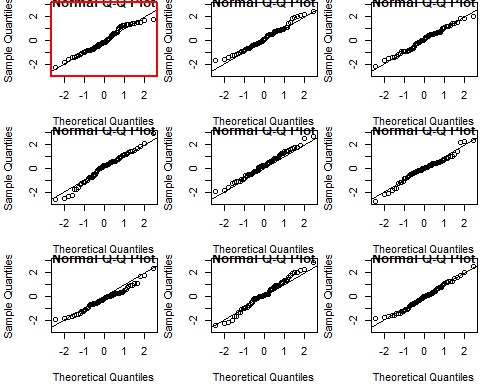 Normal Q-Q Plot Normal Q-Q Plot Normal Q-Q Plot
Sample Quantiles Sample Quantiles Sample Quantiles
2 2 2
0 0 0
-2 -2 -2
-2 -1 0 1 2 -2 -1 0 1 2 -2 -1 0 1 2
Theoretical Quantiles Theoretical Quantiles Theoretical Quantiles
Normal Q-Q Plot Normal Q-Q Plot Normal Q-Q Plot
Sample Quantiles Sample Quantiles Sample Quantiles
2 2 2
0 0 0
-2 -2 -2
-2 -1 0 1 2 -2 -1 0 1 2 -2 -1 0 1 2
Theoretical Quantiles Theoretical Quantiles Theoretical Quantiles
Normal Q-Q Plot Normal Q-Q Plot Normal Q-Q Plot
Sample Quantiles Sample Quantiles Sample Quantiles
2 2 2
0 0 0
-2 -2 -2
-2 -1 0 1 2 -2 -1 0 1 2 -2 -1 0 1 2
Theoretical Quantiles Theoretical Quantiles Theoretical Quantiles